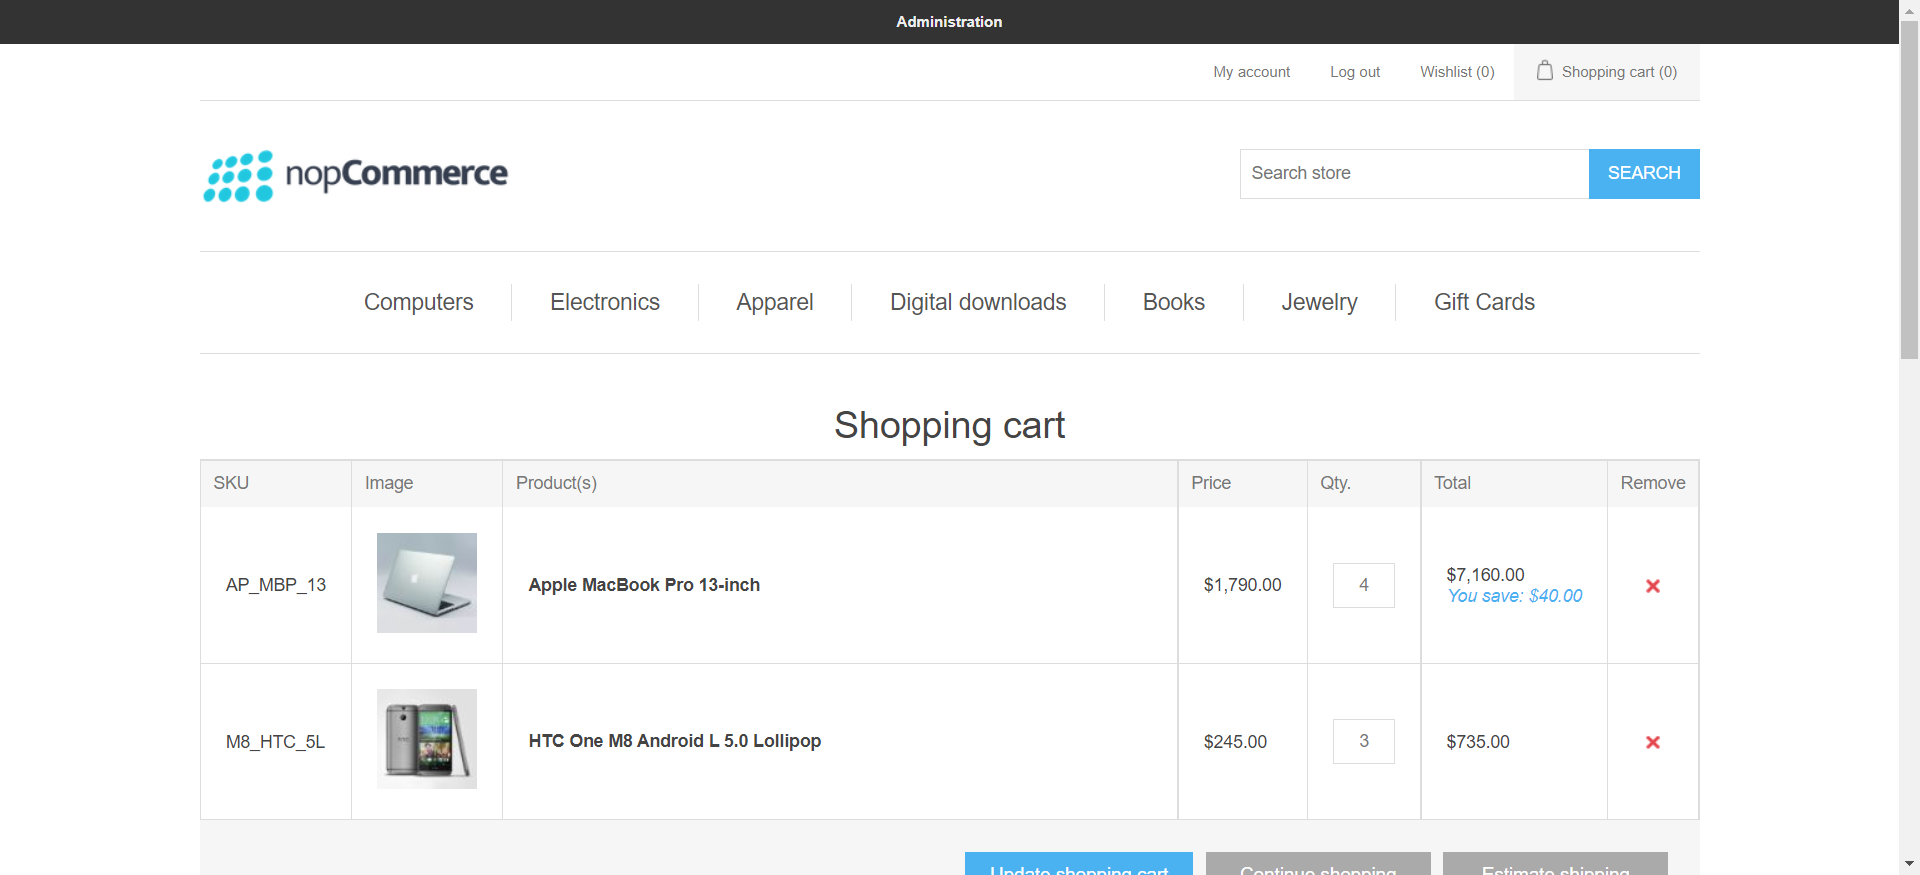 Administration
My account Log out Wishlist (0) Shopping cart (0)
nopCommerce
Search store SEARCH
Computers Electronics Apparel Digital downloads Books Jewelry Gift Cards
Shopping cart
SKU Image Product(s) Price Qty. Total Remove
AP_MBP_13 Apple MacBook Pro 13-inch $1,790.00 4 $7,160.00
You save: $40.00
M8_HTC_5L HTC One M8 Android L 5.0 Lollipop $245.00 3 $735.00
Update shopping cart Continue shopping Estimate shipping